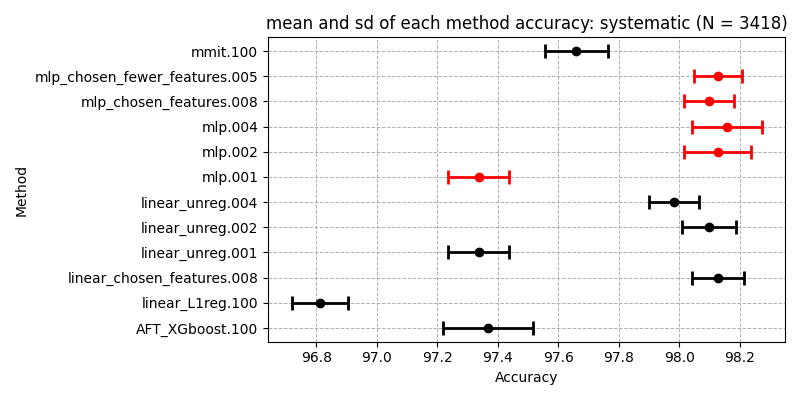 mean and sd of each method accuracy: systematic (N = 3418)
mmit.100
mlp_chosen_fewer_features.005
mlp_chosen_features.008
mlp.004
mlp.002
mlp.001
linear_unreg.004
linear_unreg.002
linear_unreg.001
linear_chosen_features.008
linear_L1reg.100
AFT_XGboost.100
Method
96.8 97.0 97.2 97.4 97.6 97.8 98.0 98.2
Accuracy